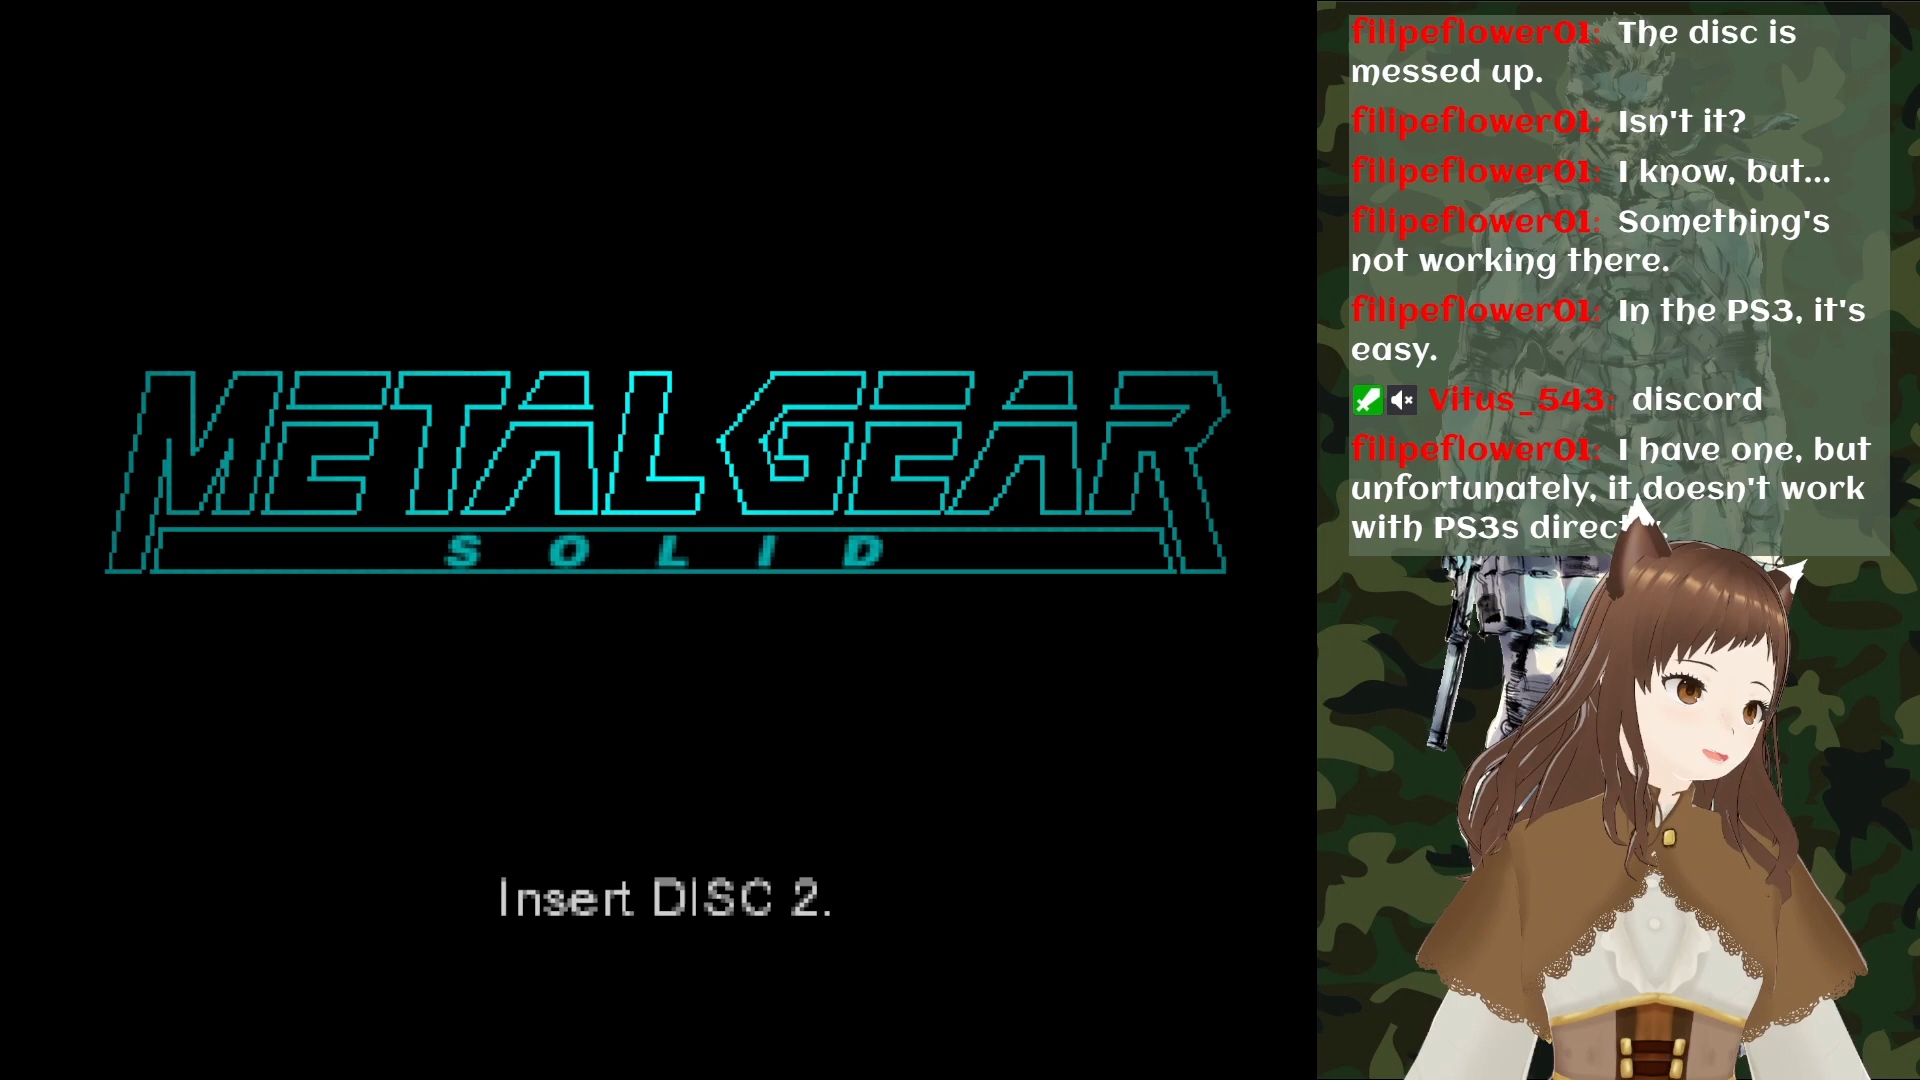 METAL GEAR
SOLID
Insert DISC 2.
filipeflower01: The disc is
messed up.
filipeflower01: Isn't it?
filipeflower01: I know, but...
filipeflower01: Something's
not working there.
filipeflower01: In the PS3, it's
easy.
Vitus_543: discord
filipeflower01: I have one, but
unfortunately, it doesn't work
with PS3s